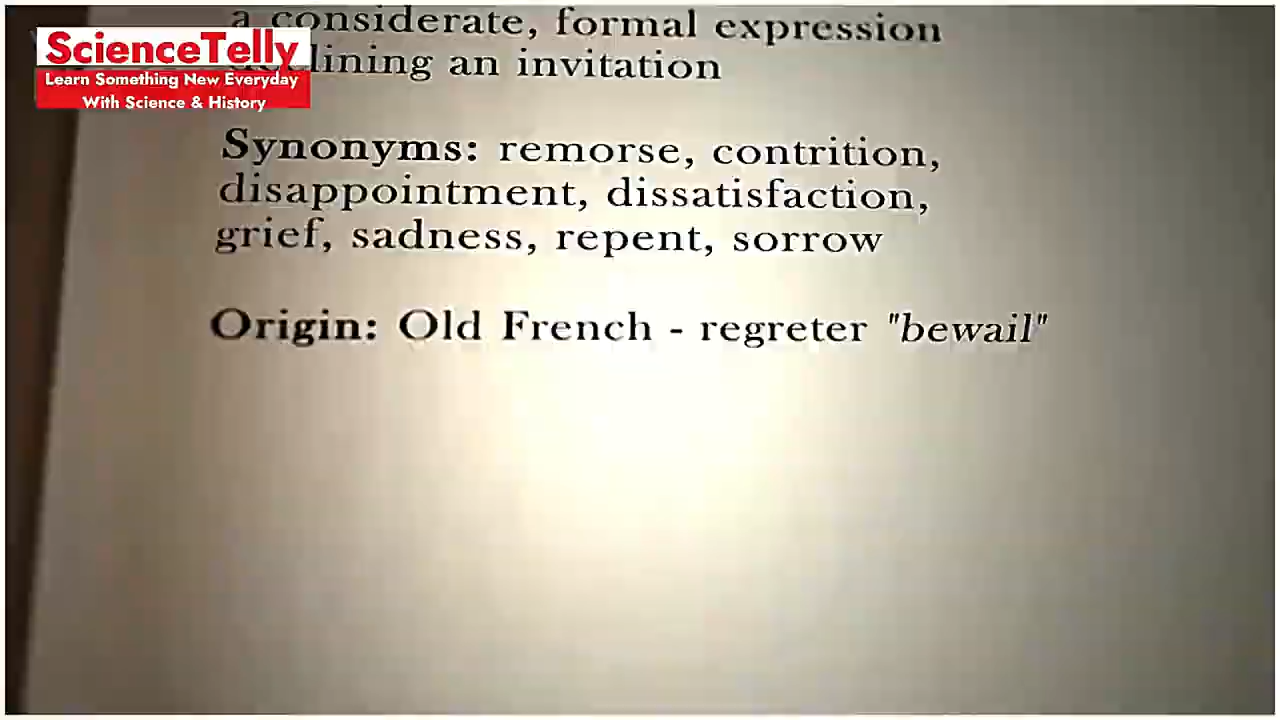 a considerate, formal expression
lining an invitation
ScienceTelly
Learn Something New Everyday
With Science & History
Synonyms: remorse, contrition,
disappointment, dissatisfaction,
grief, sadness, repent, sorrow
Origin: Old French - regreter "bewail"